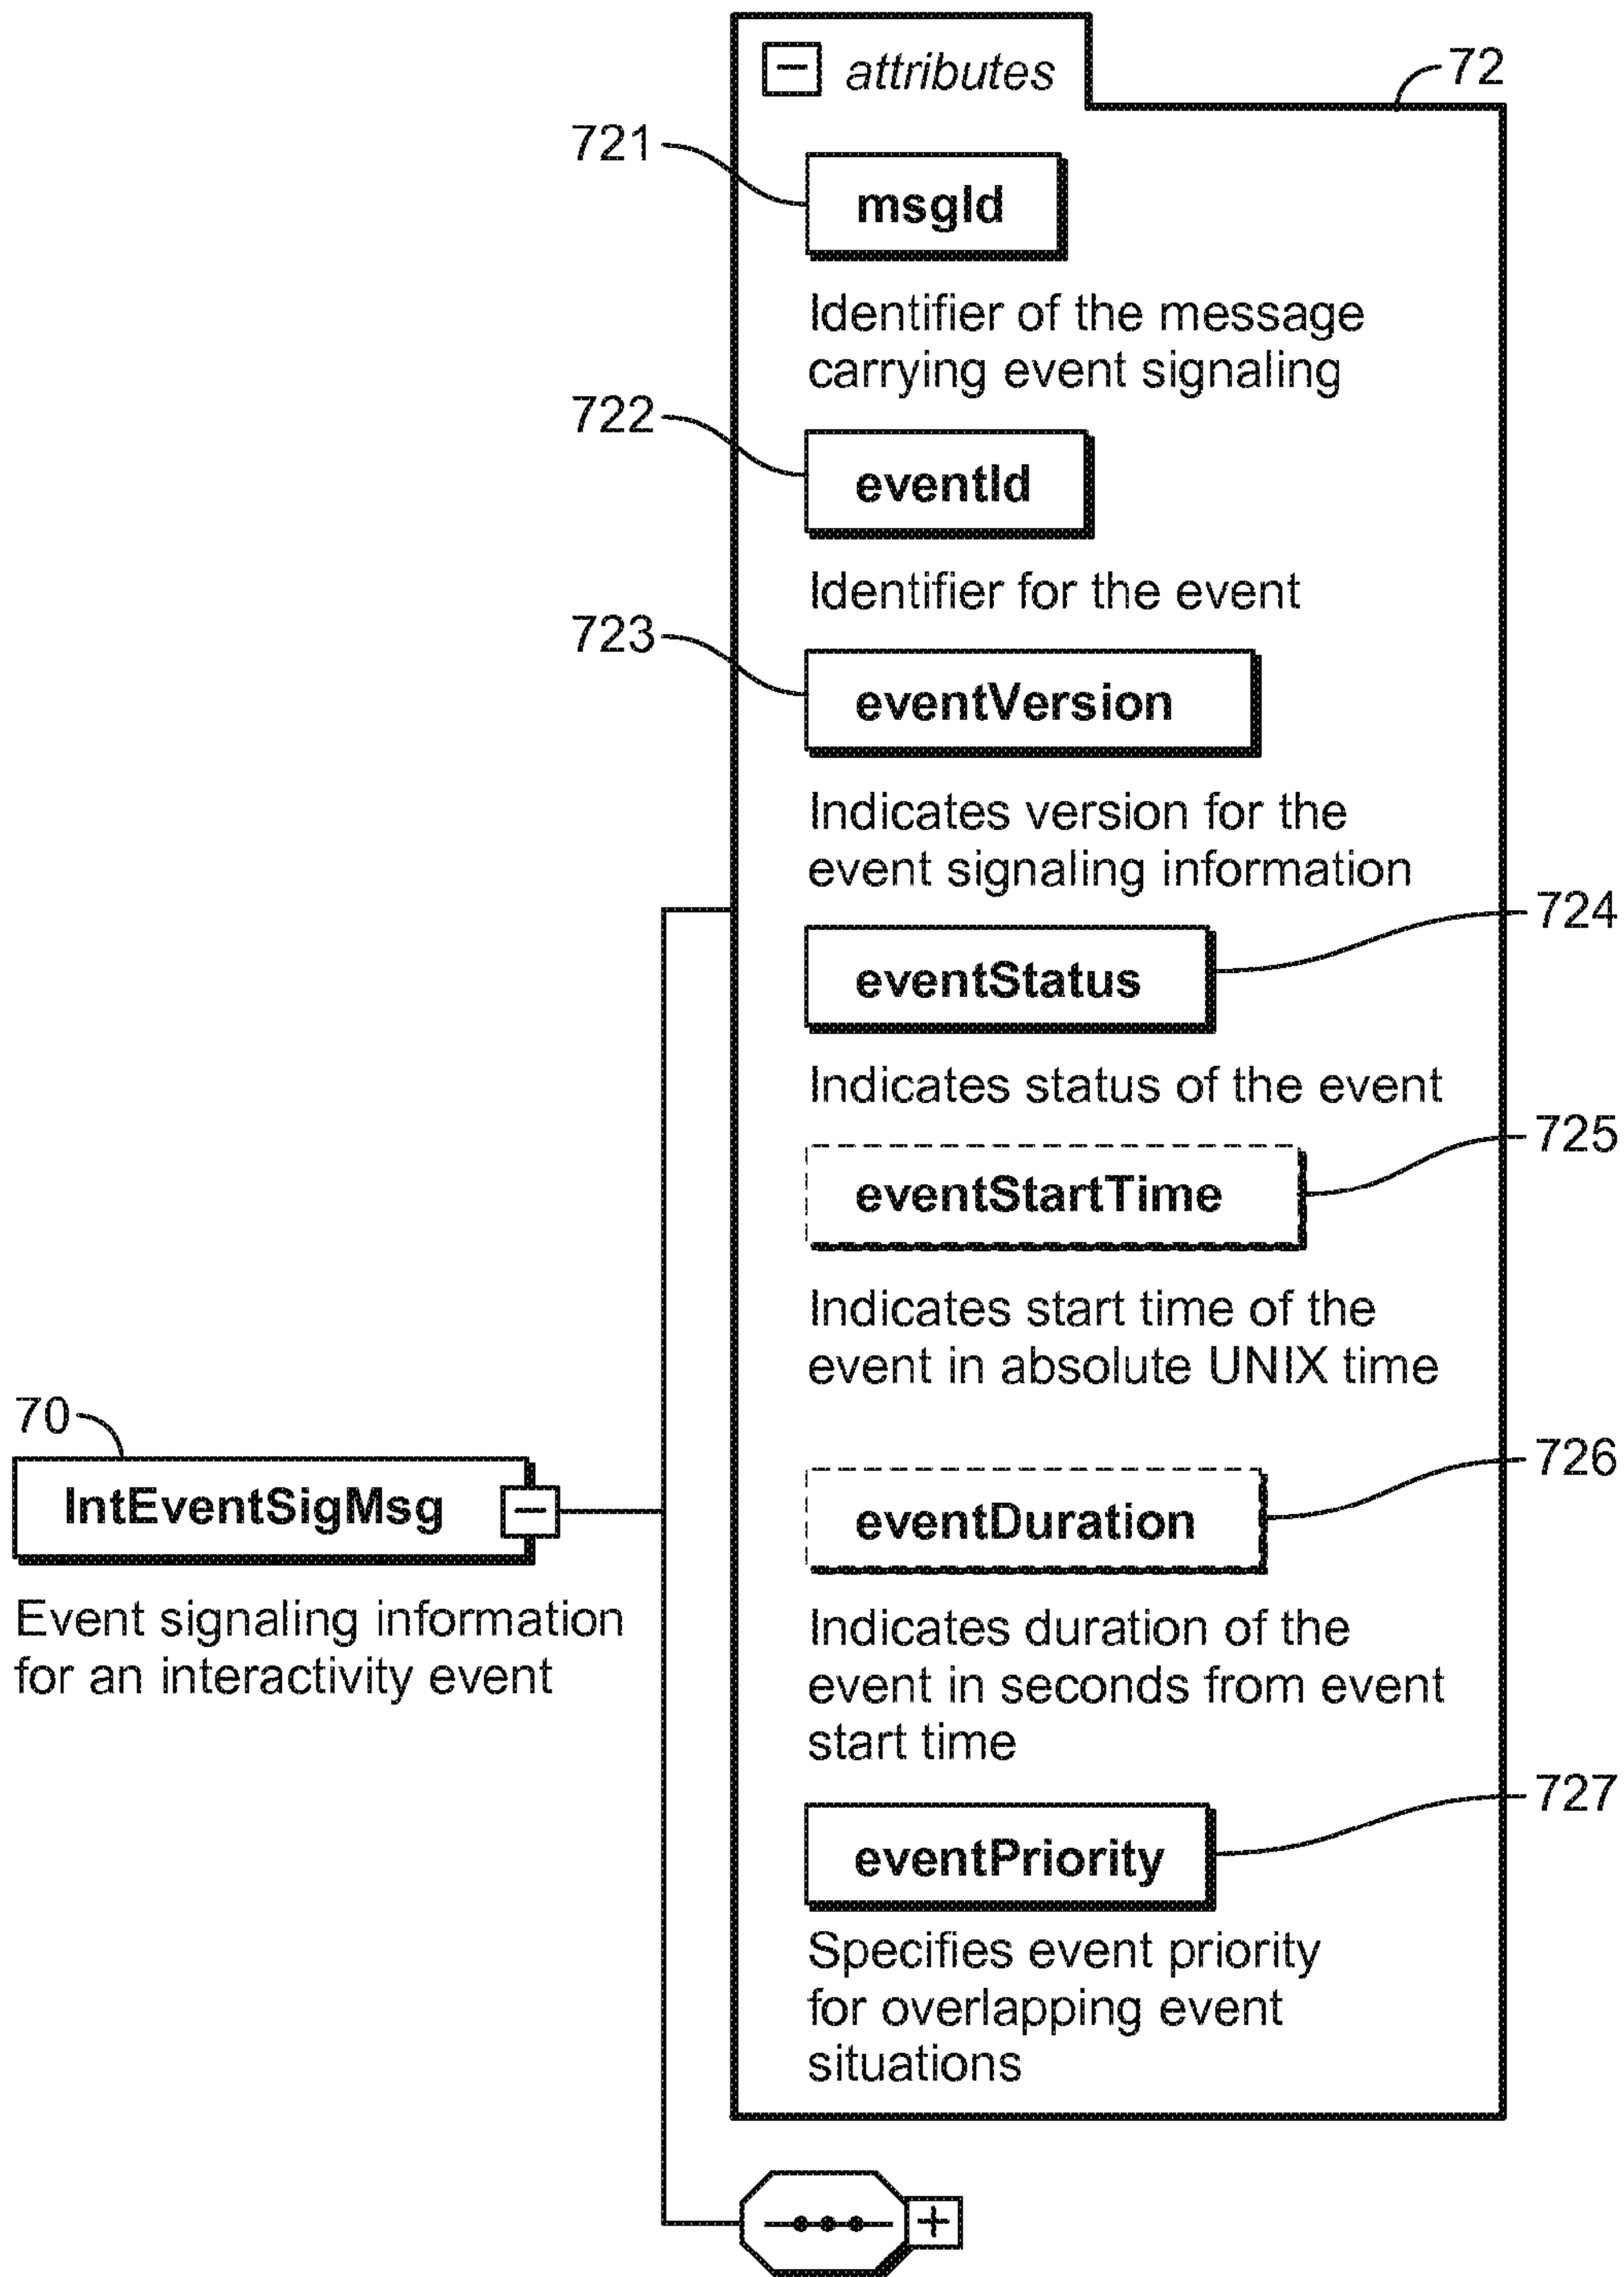 attributes
72
721
msgId
Identifier of the message
carrying event signaling
722
eventId
Identifier for the event
723
eventVersion
Indicates version for the
event signaling information
724
eventStatus
Indicates status of the event
725
eventStartTime
Indicates start time of the
event in absolute UNIX time
70
IntEventSigMsg
Event signaling information
for an interactivity event
726
eventDuration
Indicates duration of the
event in seconds from event
start time
727
eventPriority
Specifies event priority
for overlapping event
situations